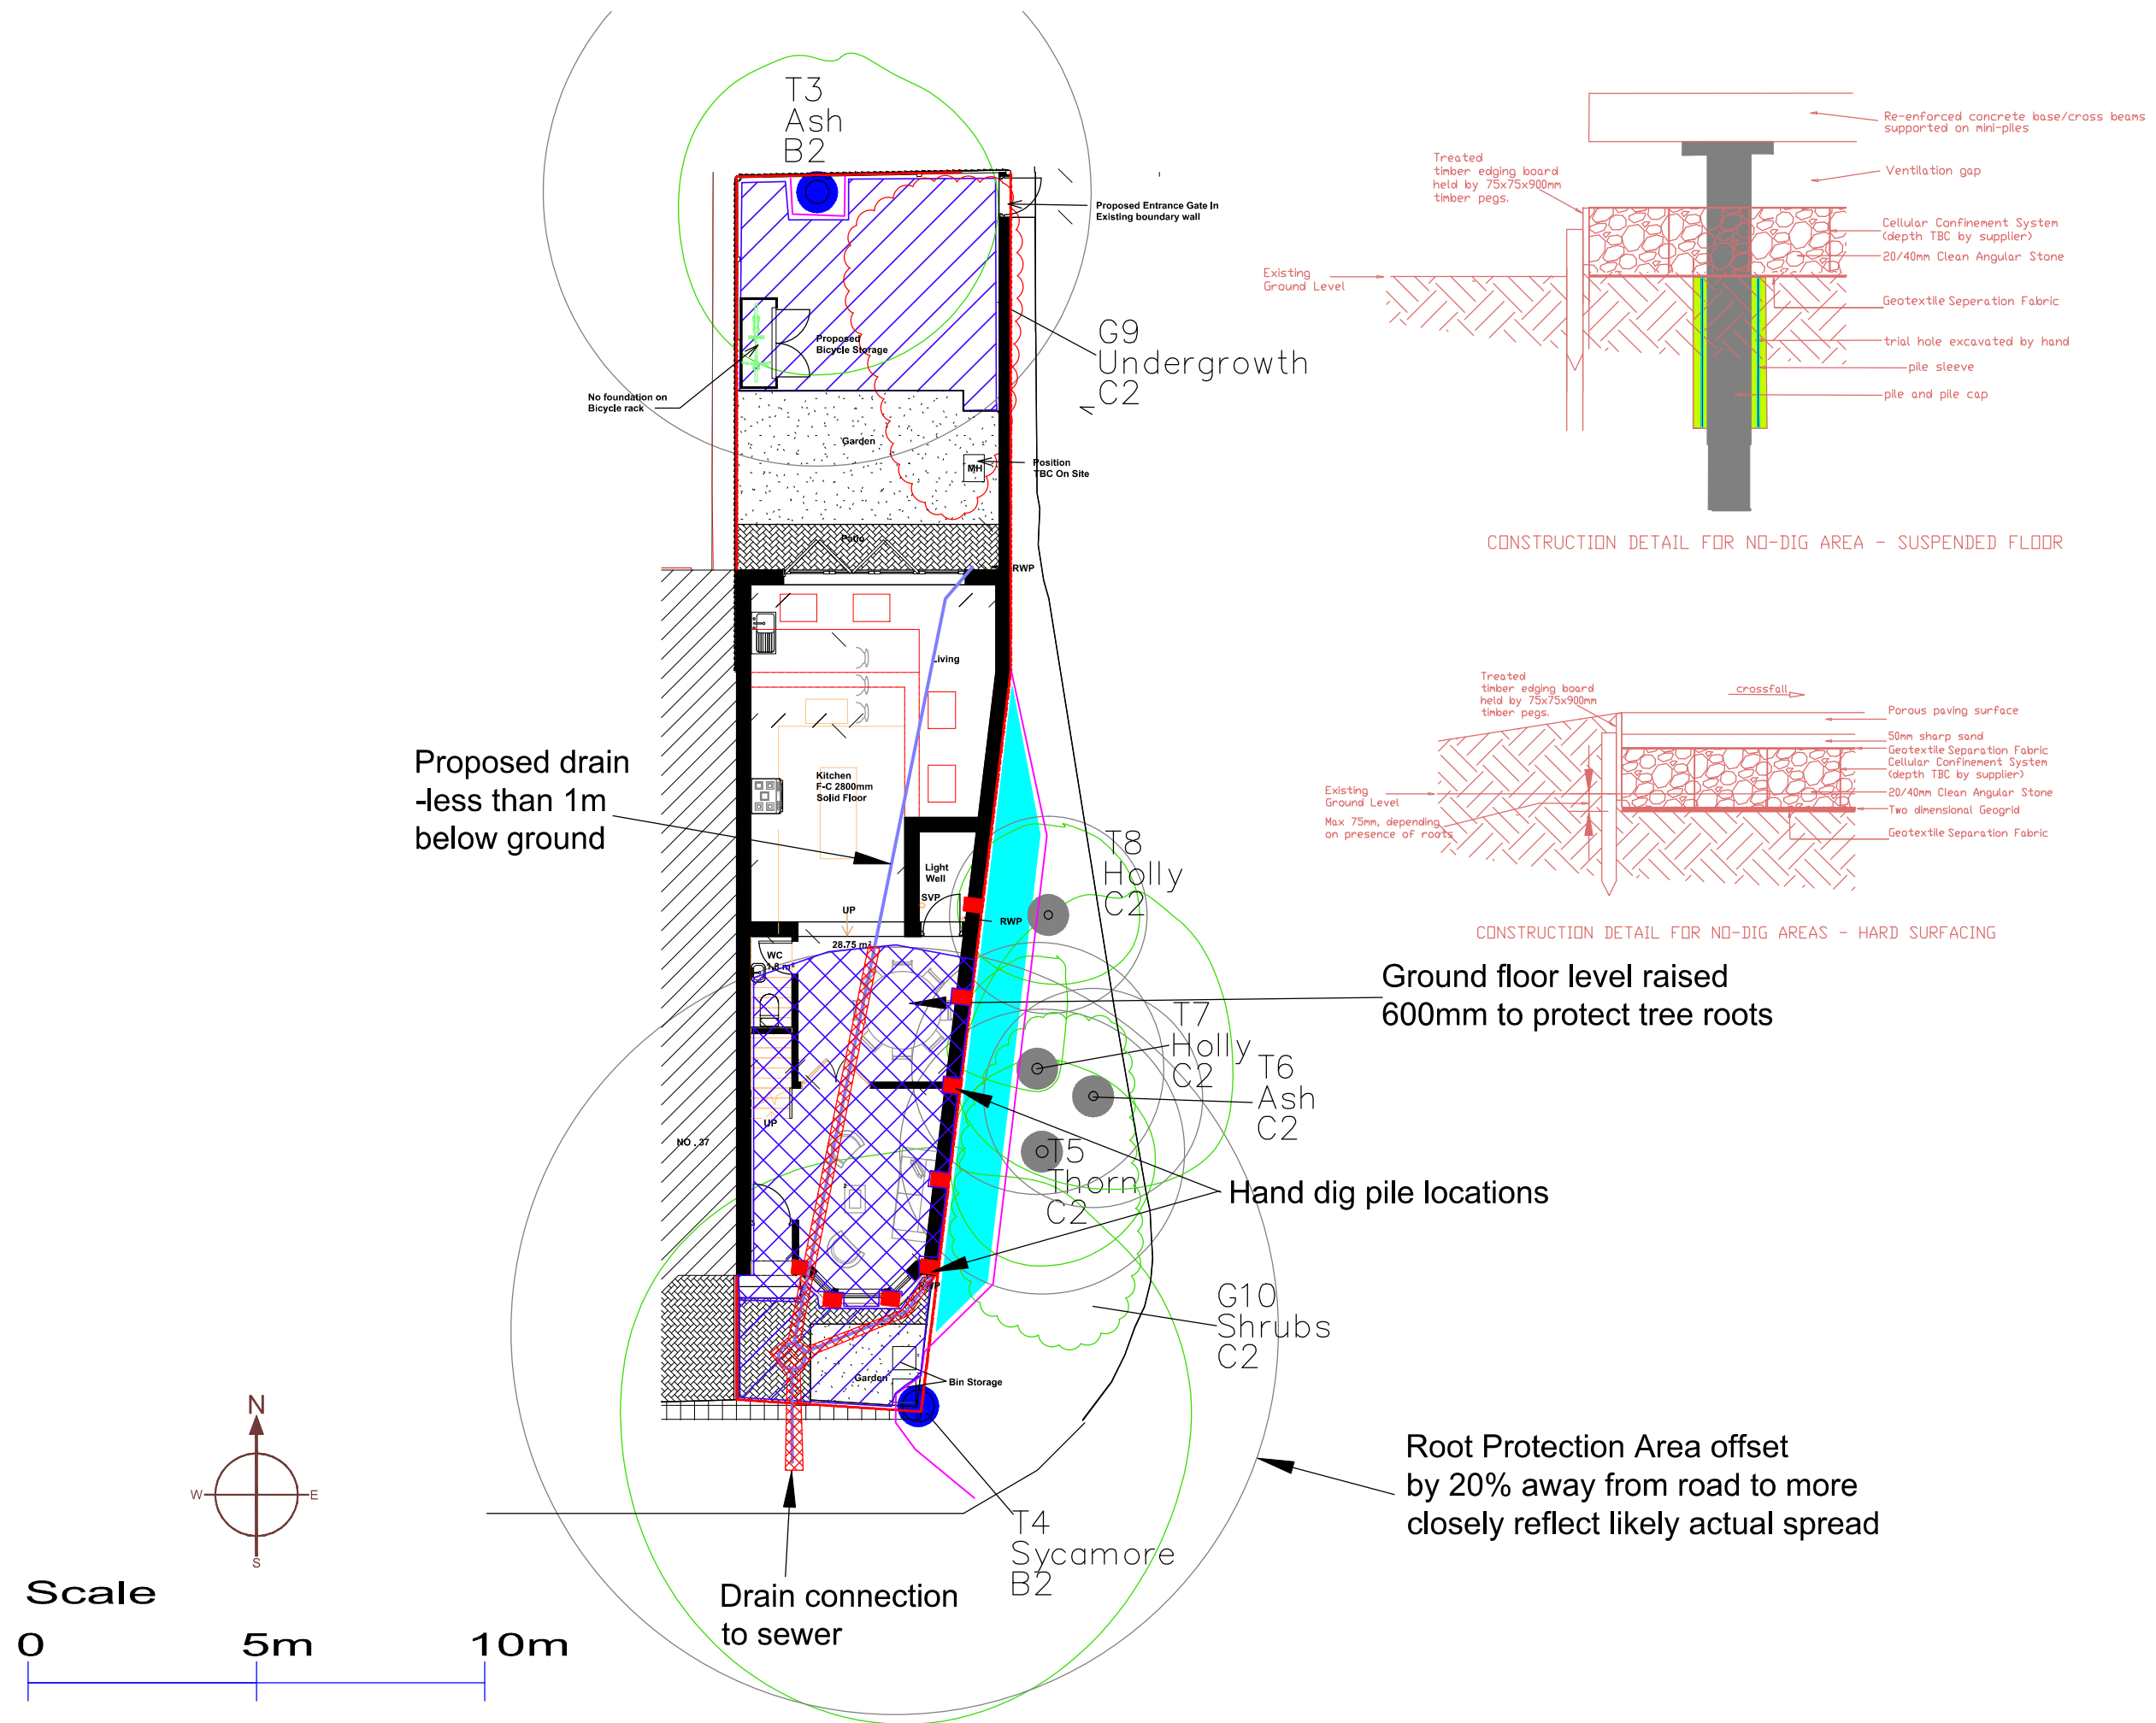 T3
Ash
B2
Proposed Entrance Gate In
Existing boundary wall
G9
Undergrowth
C2
Proposed
Bicycle Storage
No foundation on
Bicycle rack
Garden
MH
Position
TBC On Site
Patio
RWP
Living
Proposed drain
-less than 1m
below ground
Kitchen
F-C 2800mm
Solid Floor
Light
Well
SVP
UP
RWP
28.75 m²
WC
1.8 m²
UP
NO . 37
T8
Holly
C2
T7
Holly
C2
T6
Ash
C2
T5
Thorn
C2
Ground floor level raised
600mm to protect tree roots
Hand dig pile locations
G10
Shrubs
C2
RWP
Garden
Bin Storage
T4
Sycamore
B2
Drain connection
to sewer
Root Protection Area offset
by 20% away from road to more
closely reflect likely actual spread
N
W
E
S
Scale
0 5m 10m
Re-enforced concrete base/cross beams
supported on mini-piles
Treated
timber edging board
held by 75x75x900mm
timber pegs.
Ventilation gap
Cellular Confinement System
(depth TBC by supplier)
20/40mm Clean Angular Stone
Existing
Ground Level
Geotextile Seperation Fabric
trial hole excavated by hand
pile sleeve
pile and pile cap
CONSTRUCTION DETAIL FOR NO-DIG AREA - SUSPENDED FLOOR
Treated
timber edging board
held by 75x75x900mm
timber pegs.
crossfall
Porous paving surface
50mm sharp sand
Geotextile Separation Fabric
Cellular Confinement System
(depth TBC by supplier)
20/40mm Clean Angular Stone
Two dimensional Geogrid
Geotextile Separation Fabric
Existing
Ground Level
Max 75mm, depending
on presence of roots
CONSTRUCTION DETAIL FOR NO-DIG AREAS - HARD SURFACING